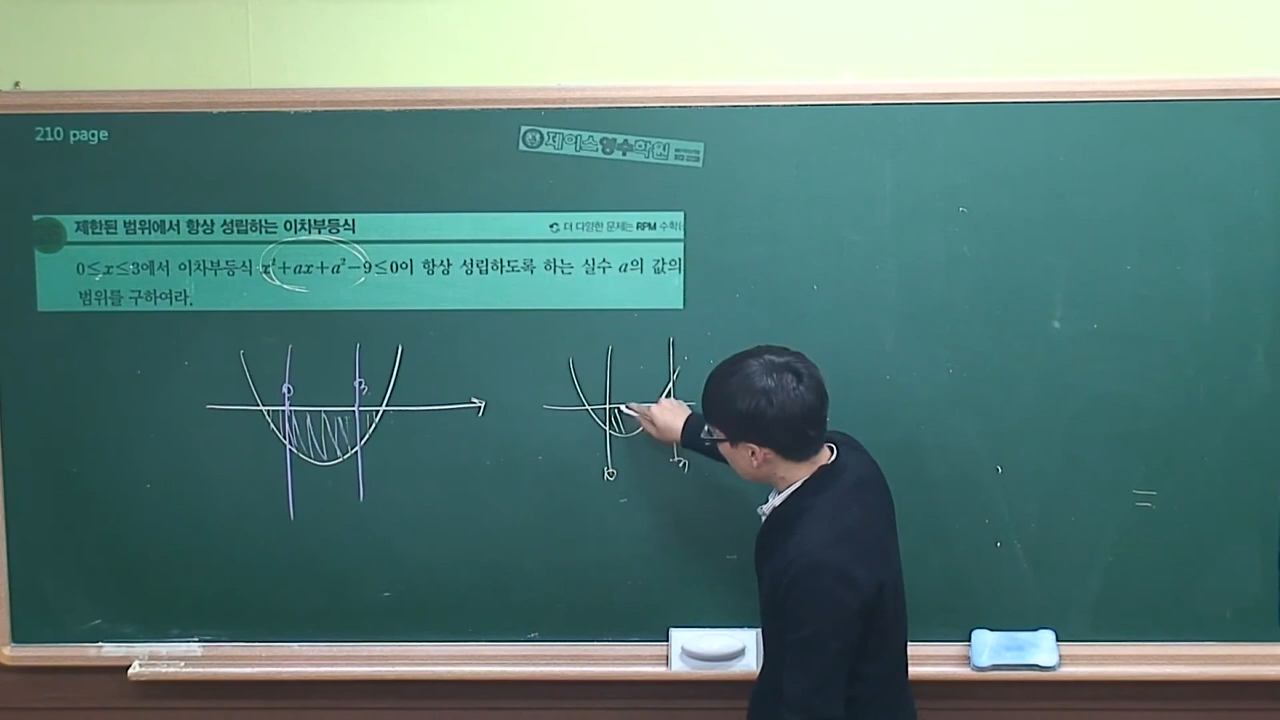 210 page
제이스영수학원
제한된 범위에서 항상 성립하는 이차부등식
더 다양한 문제는 RPM 수학
0≤x≤3에서 이차부등식 x²+ax+a²-9≤0이 항상 성립하도록 하는 실수 a의 값의
범위를 구하여라.
0 3
0 3